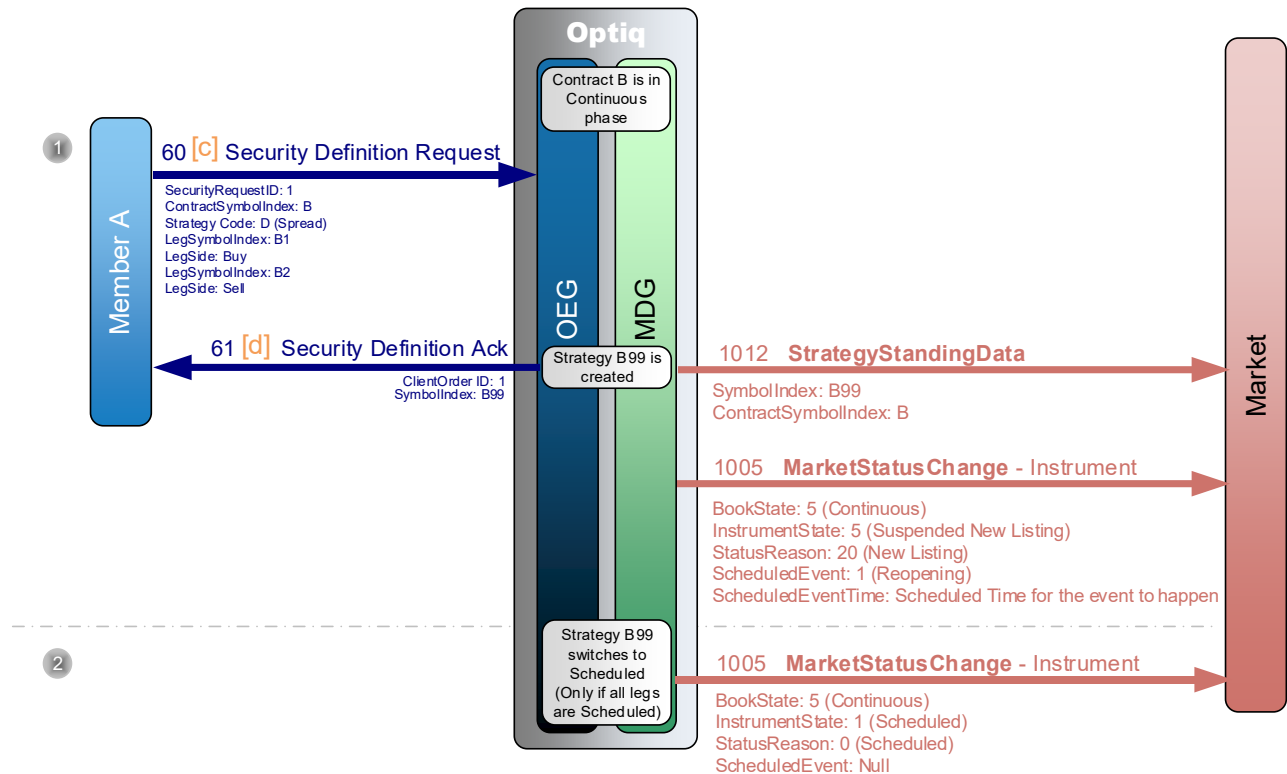 Optiq
Contract B is in
Continuous
phase
1
Member A
60 [c] Security Definition Request
SecurityRequestID: 1
ContractSymbolIndex: B
Strategy Code: D (Spread)
LegSymbolIndex: B1
LegSide: Buy
LegSymbolIndex: B2
LegSide: Sell
OEG
MDG
Market
61 [d] Security Definition Ack
ClientOrder ID: 1
SymbolIndex: B99
Strategy B99 is
created
1012 StrategyStandingData
SymbolIndex: B99
ContractSymbolIndex: B
1005 MarketStatusChange - Instrument
BookState: 5 (Continuous)
InstrumentState: 5 (Suspended New Listing)
StatusReason: 20 (New Listing)
ScheduledEvent: 1 (Reopening)
ScheduledEventTime: Scheduled Time for the event to happen
2
Strategy B99
switches to
Scheduled
(Only if all legs
are Scheduled)
1005 MarketStatusChange - Instrument
BookState: 5 (Continuous)
InstrumentState: 1 (Scheduled)
StatusReason: 0 (Scheduled)
ScheduledEvent: Null